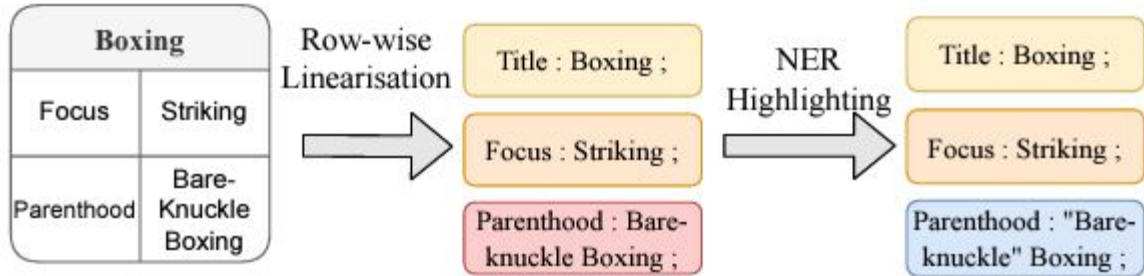 Boxing
Focus
Striking
Parenthood
Bare-
Knuckle
Boxing
Row-wise
Linearisation
Title : Boxing ;
Focus : Striking ;
Parenthood : Bare-
knuckle Boxing ;
NER
Highlighting
Title : Boxing ;
Focus : Striking ;
Parenthood : "Bare-
knuckle" Boxing ;